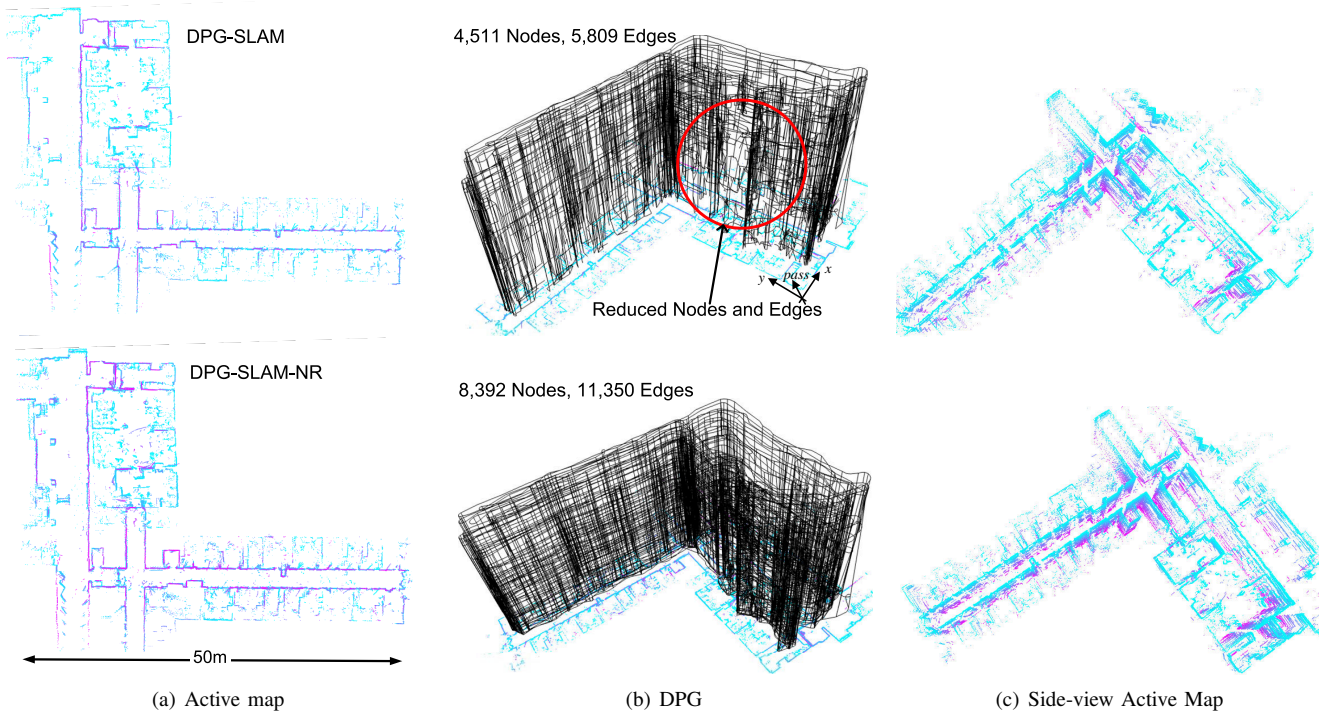 DPG-SLAM
4,511 Nodes, 5,809 Edges
y pass x
Reduced Nodes and Edges
DPG-SLAM-NR
8,392 Nodes, 11,350 Edges
50m
(a) Active map
(b) DPG
(c) Side-view Active Map